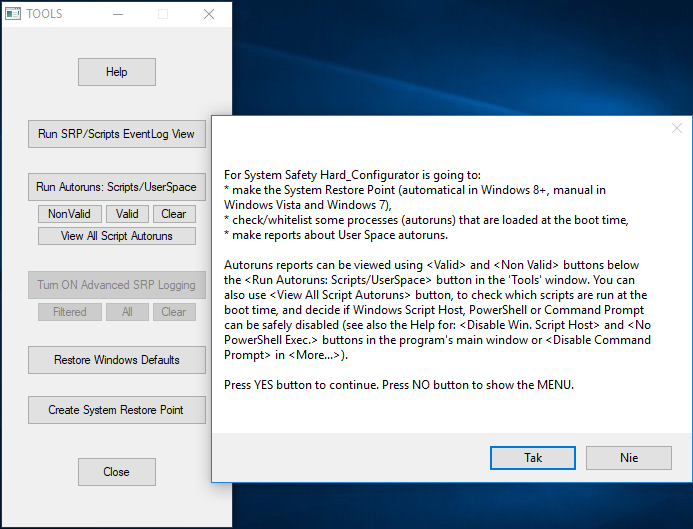 TOOLS
Help
Run SRP/Scripts EventLog View
Run Autoruns: Scripts/UserSpace
NonValid Valid Clear
View All Script Autoruns
Turn ON Advanced SRP Logging
Filtered All Clear
Restore Windows Defaults
Create System Restore Point
Close
For System Safety Hard_Configurator is going to:
* make the System Restore Point (automatical in Windows 8+, manual in
Windows Vista and Windows 7),
* check/whitelist some processes (autoruns) that are loaded at the boot time,
* make reports about User Space autoruns.
Autoruns reports can be viewed using <Valid> and <Non Valid> buttons below
the <Run Autoruns: Scripts/UserSpace> button in the 'Tools' window. You can
also use <View All Script Autoruns> button, to check which scripts are run at the
boot time, and decide if Windows Script Host, PowerShell or Command Prompt
can be safely disabled (see also the Help for: <Disable Win. Script Host> and <No
PowerShell Exec.> buttons in the program's main window or <Disable Command
Prompt> in <More...>).
Press YES button to continue. Press NO button to show the MENU.
Tak Nie